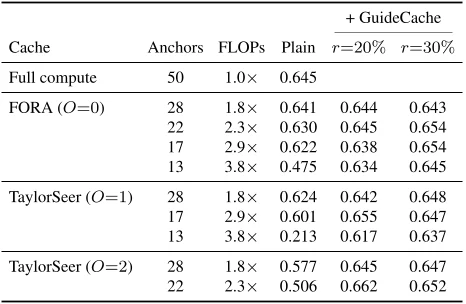 + GuideCache
Cache Anchors FLOPs Plain r=20% r=30%
Full compute 50 1.0× 0.645
FORA (O=0) 28 1.8× 0.641 0.644 0.643
22 2.3× 0.630 0.645 0.654
17 2.9× 0.622 0.638 0.654
13 3.8× 0.475 0.634 0.645
TaylorSeer (O=1) 28 1.8× 0.624 0.642 0.648
17 2.9× 0.601 0.655 0.647
13 3.8× 0.213 0.617 0.637
TaylorSeer (O=2) 28 1.8× 0.577 0.645 0.647
22 2.3× 0.506 0.662 0.652